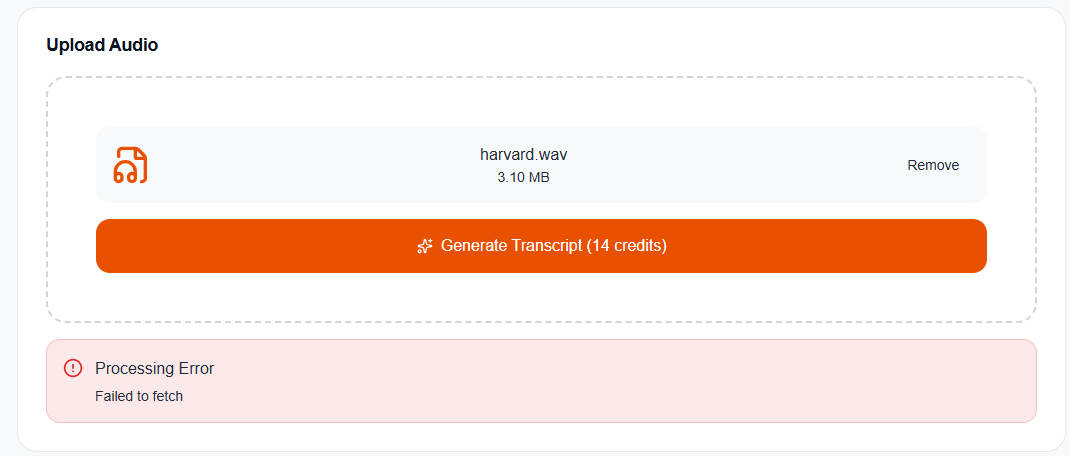 Upload Audio
harvard.wav
3.10 MB
Remove
Generate Transcript (14 credits)
Processing Error
Failed to fetch